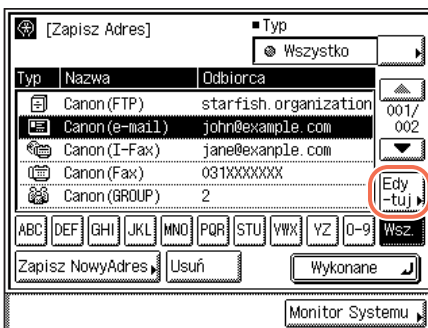 [Zapisz Adres]
Typ
Wszystko
Typ Nazwa Odbiorca
Canon(FTP) starfish.organization
Canon(e-mail) john@example.com
Canon(I-Fax) jane@example.com
Canon(Fax) 031XXXXXXX
Canon(GROUP) 2
001/
002
Edy
-tuj
ABC DEF GHI JKL MNO PQR STU VWX YZ 0-9 Wsz.
Zapisz NowyAdres Usuń Wykonane
Monitor Systemu